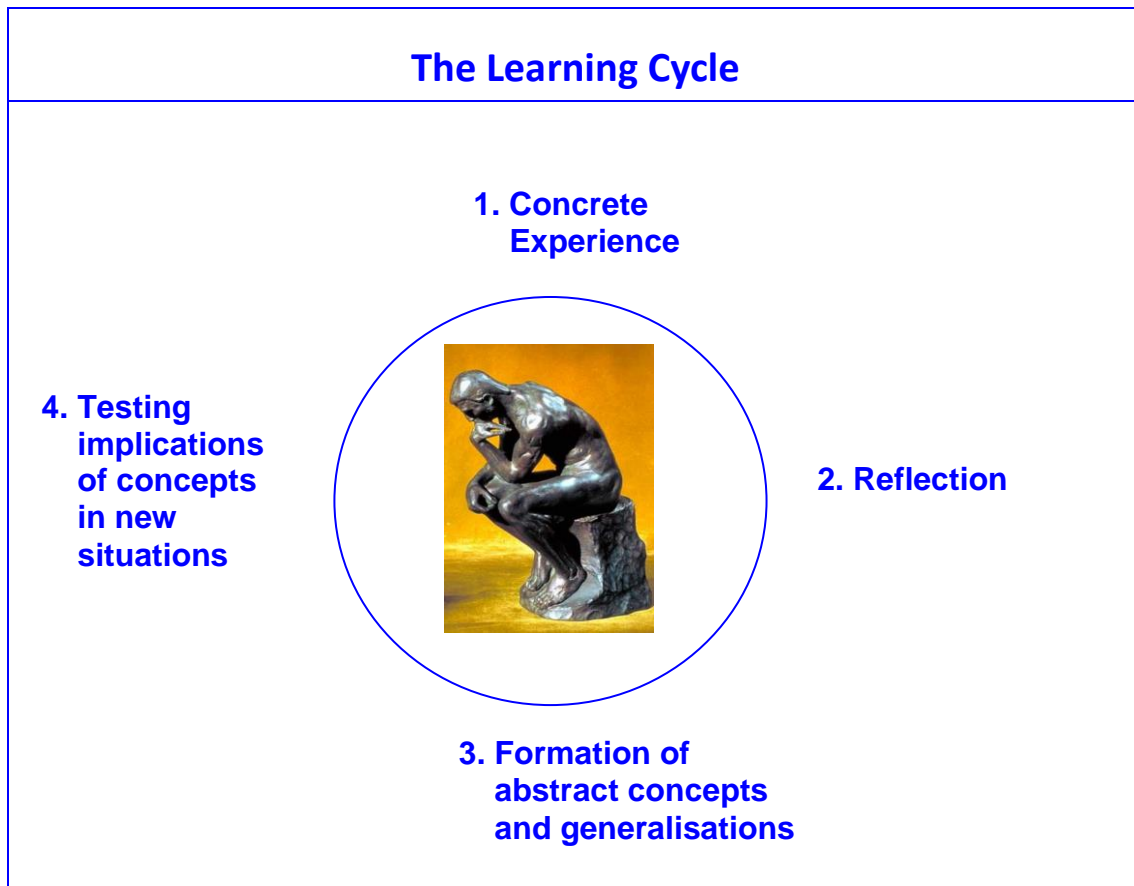 The Learning Cycle
1. Concrete
Experience
2. Reflection
3. Formation of
abstract concepts
and generalisations
4. Testing
implications
of concepts
in new
situations